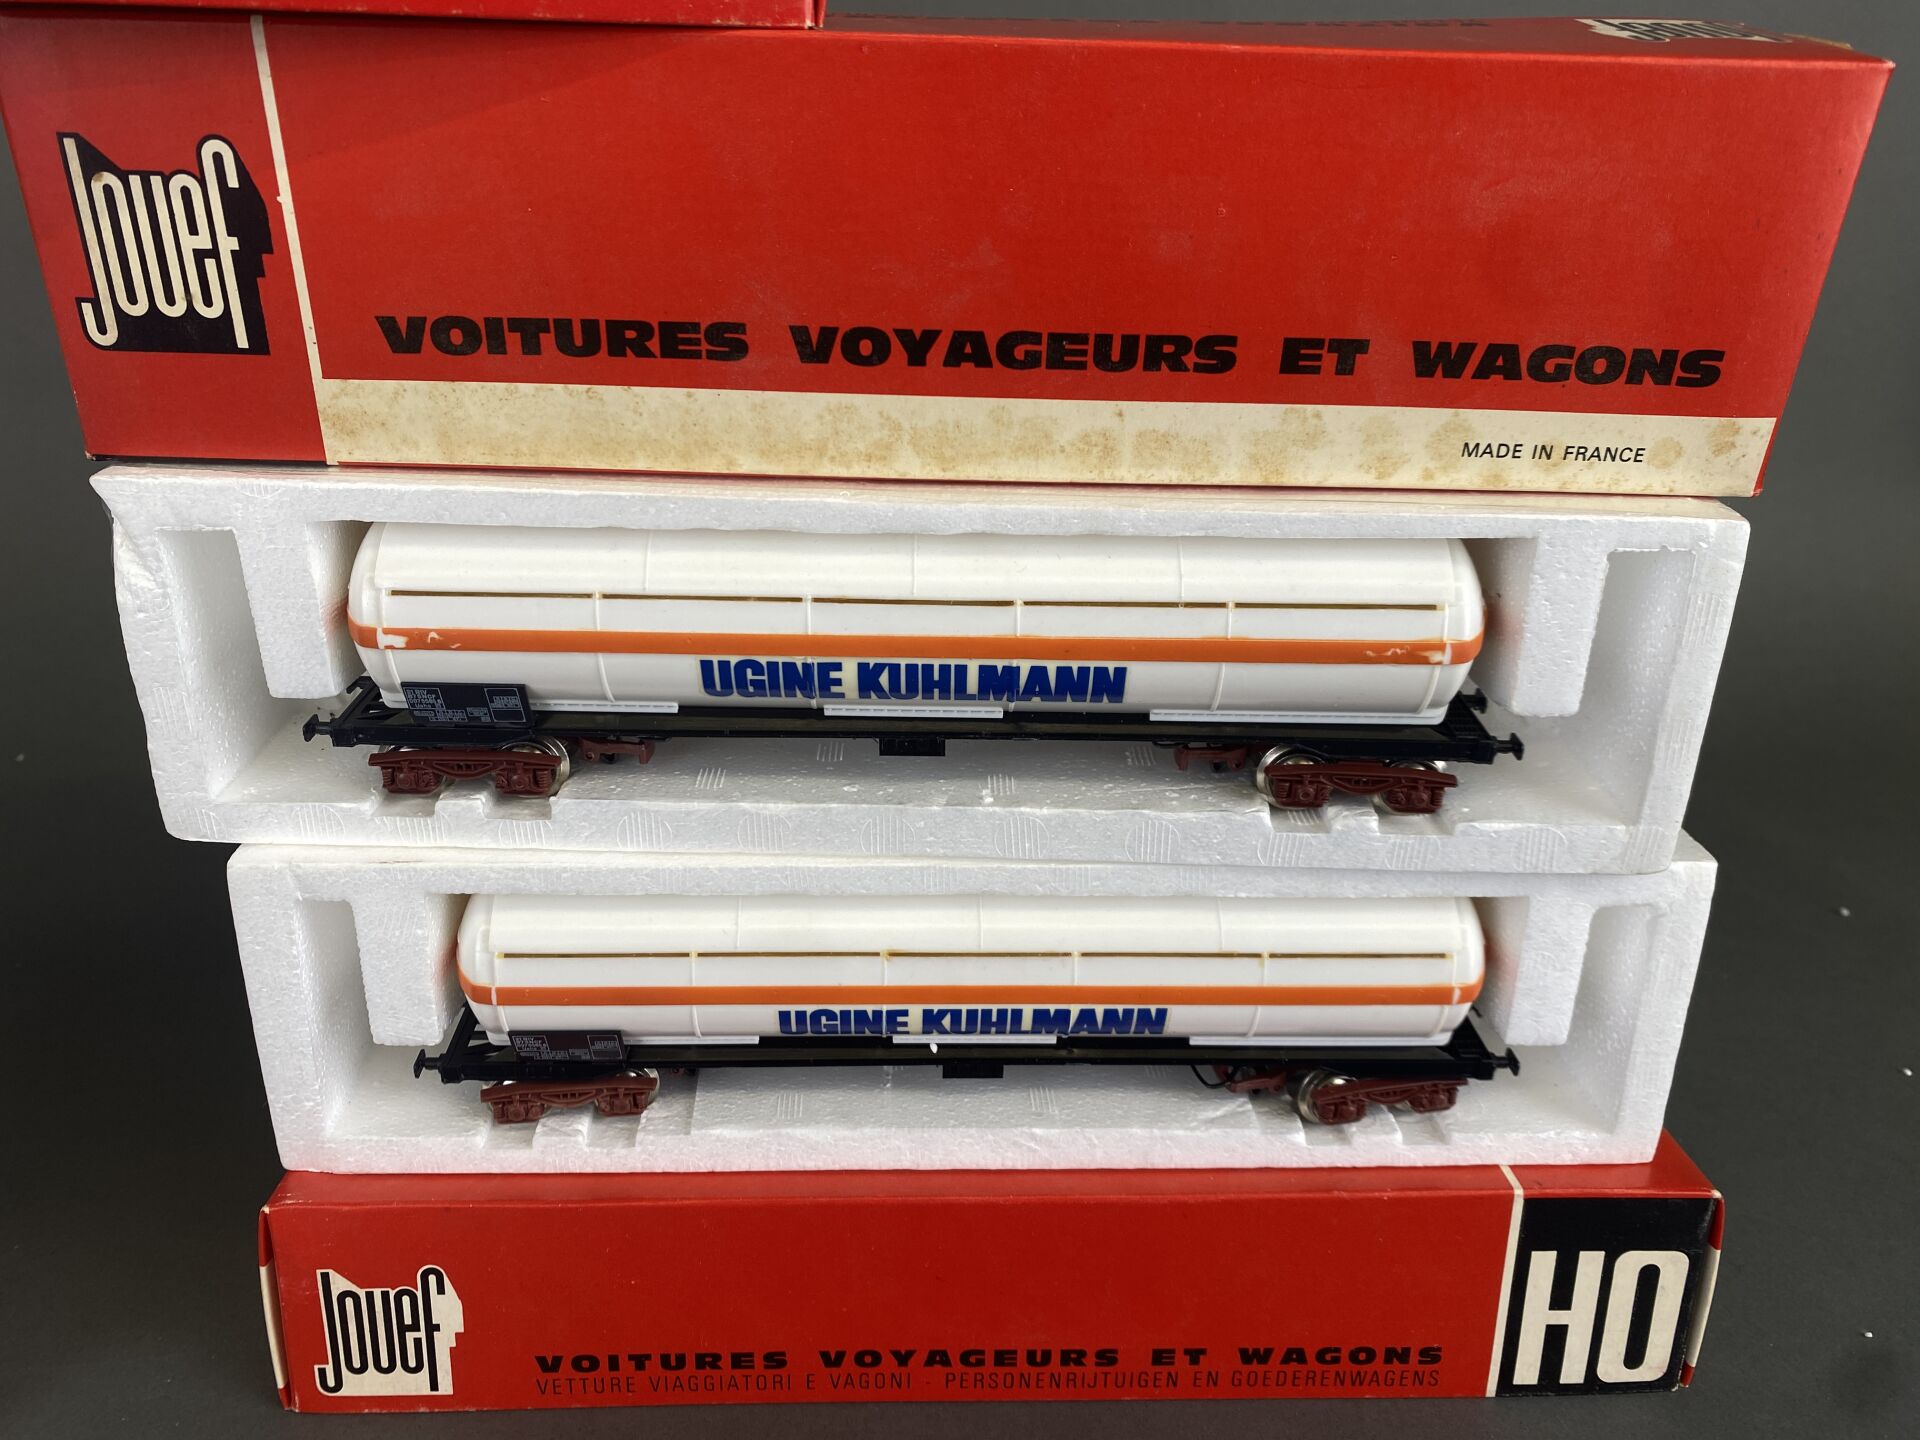 Jouef
Jouef
VOITURES VOYAGEURS ET WAGONS
MADE IN FRANCE
UGINE KUHLMANN
UGINE KUHLMANN
HO
Jouef
VOITURES VOYAGEURS ET WAGONS
VETTURE VIAGGIATORI E VAGONI - PERSONENRIJTUIGEN EN GOEDERENWAGENS